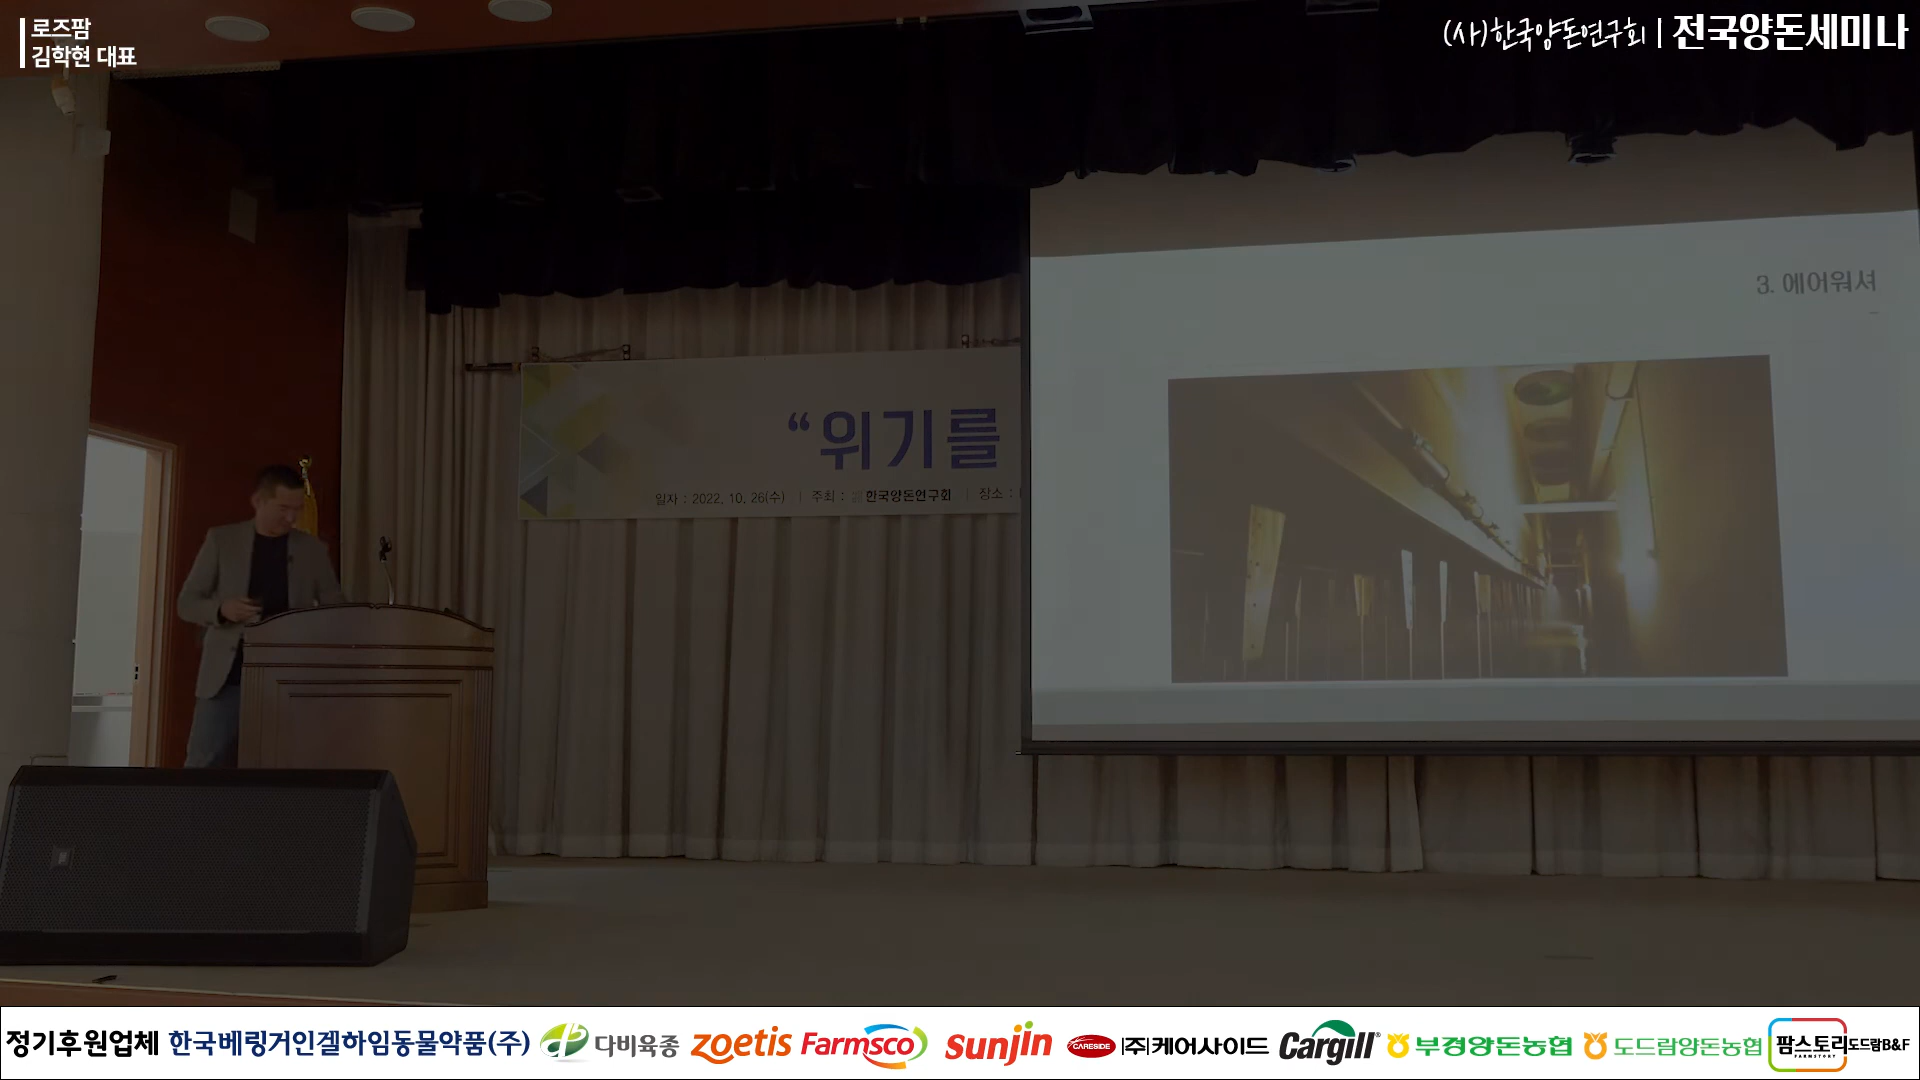 로즈팜
김학현 대표
(사)한국양돈연구회 | 전국양돈세미나
3. 에어워셔
“위기를
일자 : 2022. 10. 26(수) | 주최 : 한국양돈연구회 | 장소 :
정기후원업체 한국베링거인겔하임동물약품(주) 다비육종 zoetis Farmsco sunjin CARESIDE (주)케어사이드 Cargill 부경양돈농협 도드람양돈농협 팜스토리 FARMSTORY 도드람B&F